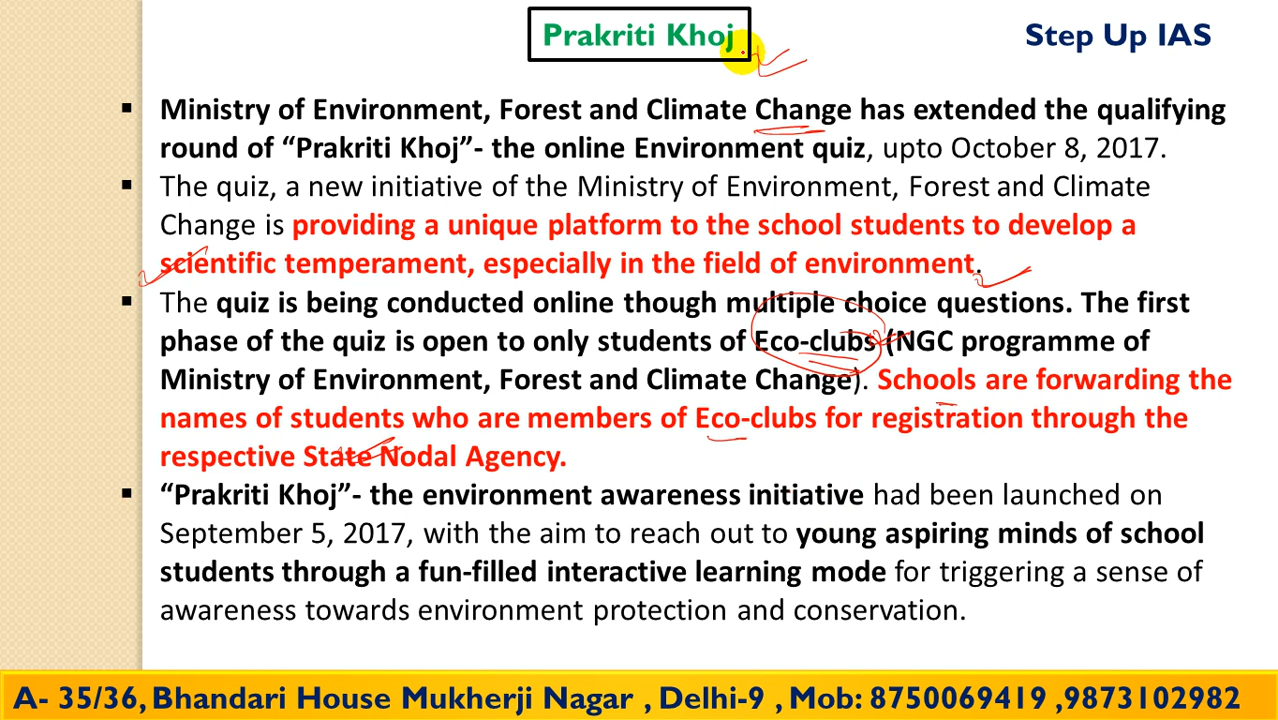 Prakriti Khoj
Step Up IAS
▪ Ministry of Environment, Forest and Climate Change has extended the qualifying
round of “Prakriti Khoj”- the online Environment quiz, upto October 8, 2017.
▪ The quiz, a new initiative of the Ministry of Environment, Forest and Climate
Change is providing a unique platform to the school students to develop a
scientific temperament, especially in the field of environment.
▪ The quiz is being conducted online though multiple choice questions. The first
phase of the quiz is open to only students of Eco-clubs (NGC programme of
Ministry of Environment, Forest and Climate Change). Schools are forwarding the
names of students who are members of Eco-clubs for registration through the
respective State Nodal Agency.
▪ “Prakriti Khoj”- the environment awareness initiative had been launched on
September 5, 2017, with the aim to reach out to young aspiring minds of school
students through a fun-filled interactive learning mode for triggering a sense of
awareness towards environment protection and conservation.
A- 35/36, Bhandari House Mukherji Nagar , Delhi-9 , Mob: 8750069419 ,9873102982